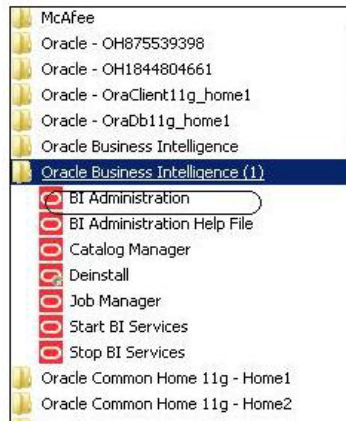 McAfee
Oracle - OH875539398
Oracle - OH1844804661
Oracle - OraClient11g_home1
Oracle - OraDb11g_home1
Oracle Business Intelligence
Oracle Business Intelligence (1)
BI Administration
BI Administration Help File
Catalog Manager
Deinstall
Job Manager
Start BI Services
Stop BI Services
Oracle Common Home 11g - Home1
Oracle Common Home 11g - Home2